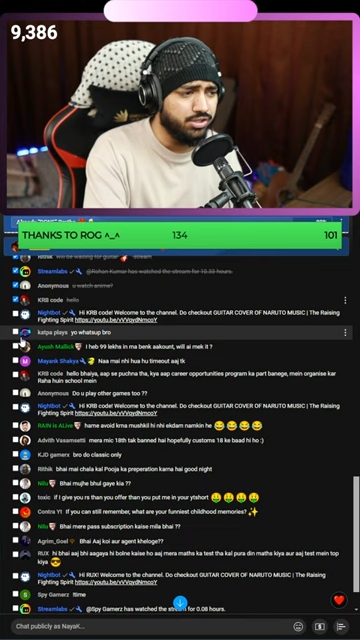 9,386
THANKS TO ROG ^_^ 134 101
Streamlabs @Rohan Kumar has watched the stream for 10.33 hours.
Anonymous u watch anime?
KRB code hello
Nightbot Hi KRB! Welcome to the channel. Do checkout GUITAR COVER OF NARUTO MUSIC | The Raising
Fighting Spirit https://youtu.be/vVVqydNmcoY
katpa plays yo whatsup bro
Ayush Mallick I heb 99 lekhs in ma benk aakount, will ai mek it ?
Mayank Shakya Naa mai nhi hua hu timeout aaj tk
KRB code hello bhaiya, aap se puchna tha, kya aap career opportunities program ka part banege, mein organise kar
Raha huin school mein
Anonymous Do u play other games too ??
Nightbot Hi KRB code! Welcome to the channel. Do checkout GUITAR COVER OF NARUTO MUSIC | The Raising
Fighting Spirit https://youtu.be/vVVqydNmcoY
RAIN is ALive hame avoid krna mushkil hi nhi ekdam namkin he 😂😂😂😂
Advith Vasamsetti mera mic 18th tak banned hai hopefully customs 18 ke baad hi ho :)
KJD gamerz bro do classic only
Rithik bhai mai chala kal Pooja ka preperation karna hai good night
Nila Bhai mujhe bhul gaye kia ??
toxic if I give you rs than you offer than you put me in your ytshort 🤑🤑🤑🤑
Contra Y! If you can still remember, what are your funniest childhood memories? ✨
Nila Bhai mere pass subscription kaise mila bhai ??
Agrim_Goel Bhai Aaj koi aur agent kheloge??
RUX hi bhai aaj bhi aagaya hi bolne kaise ho aaj mera maths ka test tha kal pura din maths kiya aur aaj test mein top
kiya 😎
Nightbot Hi RUX! Welcome to the channel. Do checkout GUITAR COVER OF NARUTO MUSIC | The Raising
Fighting Spirit https://youtu.be/vVVqydNmcoY
Spy Gamerz !time
Streamlabs @Spy Gamerz has watched the stream for 0.08 hours.
Chat publicly as NayaK...